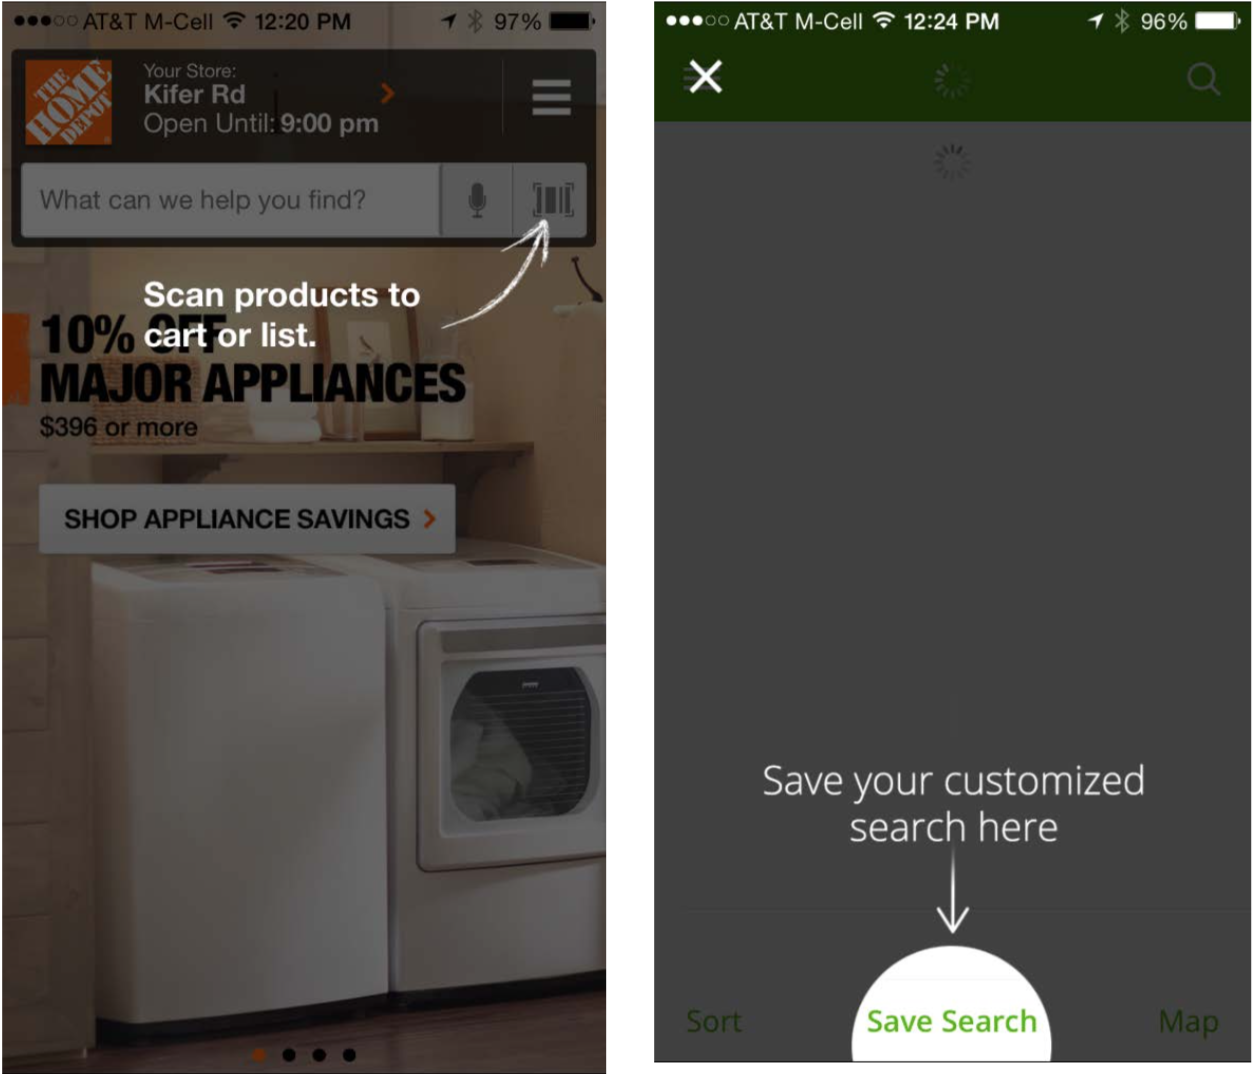 AT&T M-Cell 12:20 PM 97%
THE
HOME
DEPOT
Your Store:
Kifer Rd
Open Until: 9:00 pm
What can we help you find?
Scan products to
cart or list.
10% OFF
MAJOR APPLIANCES
$396 or more
SHOP APPLIANCE SAVINGS
AT&T M-Cell 12:24 PM 96%
Save your customized
search here
Sort Save Search Map